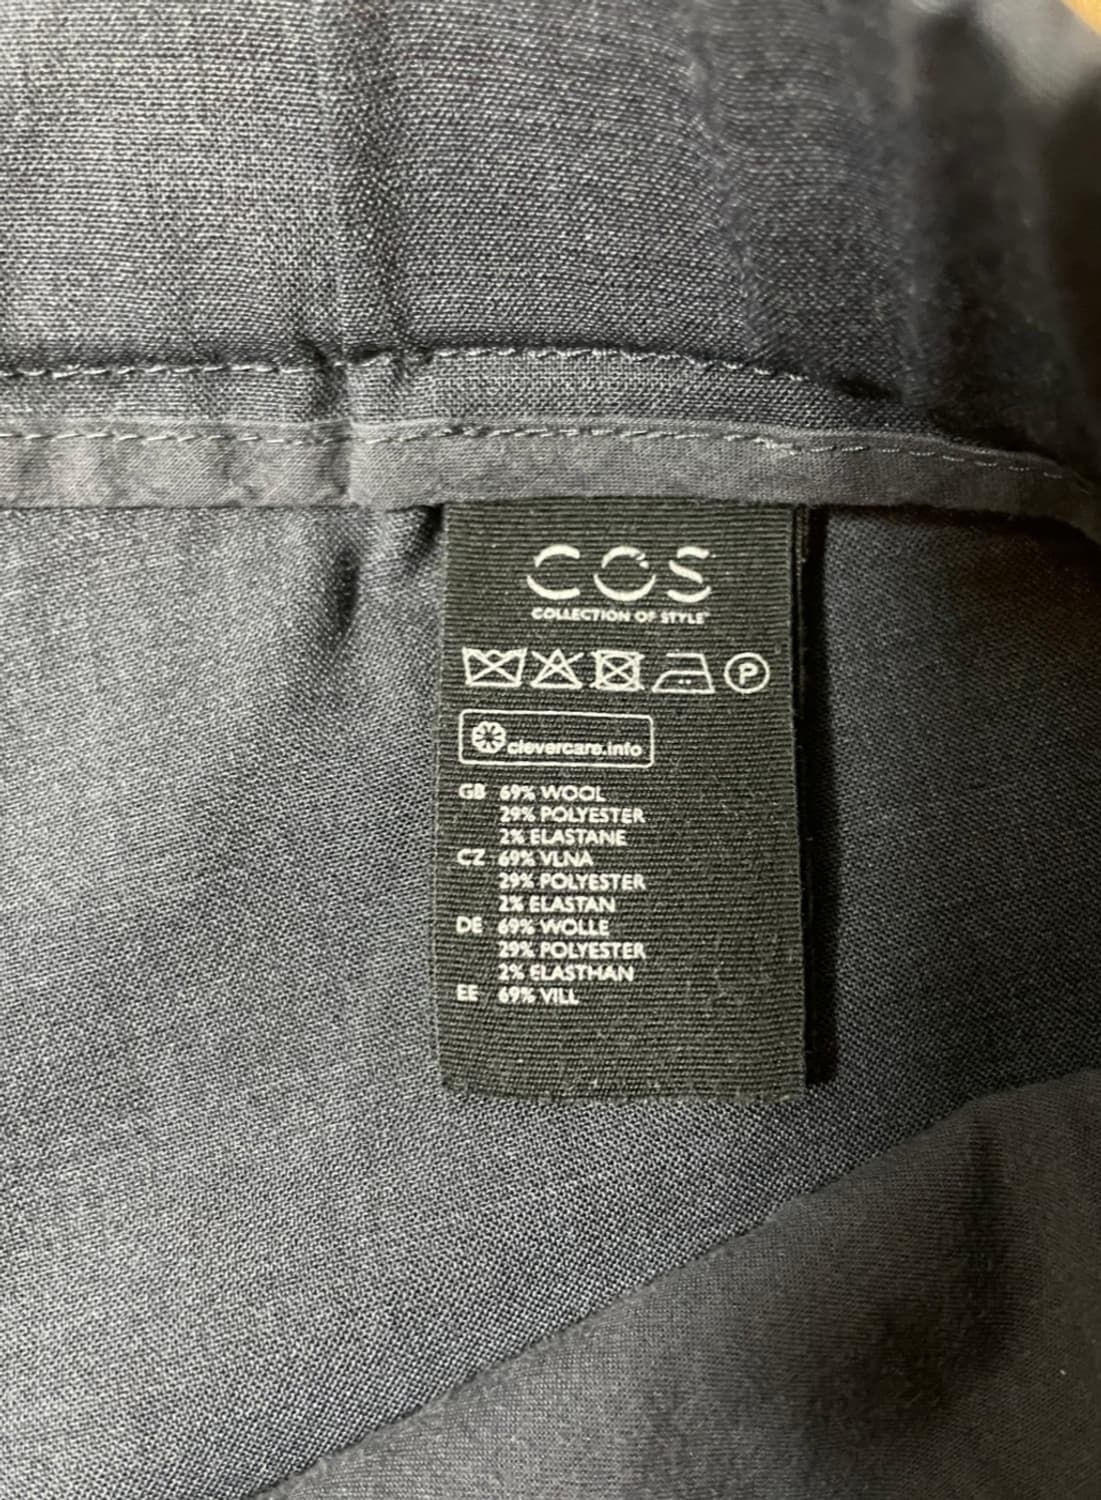 COS
COLLECTION OF STYLE
P
clevercare.info
GB 69% WOOL
29% POLYESTER
2% ELASTANE
CZ 69% VLNA
29% POLYESTER
2% ELASTAN
DE 69% WOLLE
29% POLYESTER
2% ELASTHAN
EE 69% VILL